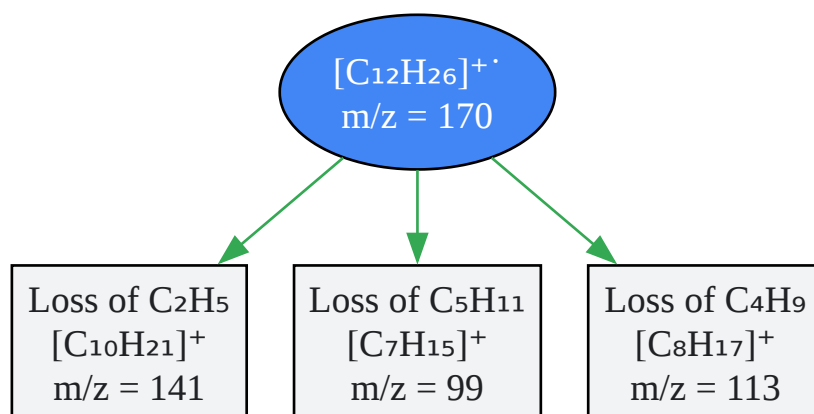 [C₁₂H₂₆]⁺˙
m/z = 170
Loss of C₂H₅
[C₁₀H₂₁]⁺
m/z = 141
Loss of C₅H₁₁
[C₇H₁₅]⁺
m/z = 99
Loss of C₄H₉
[C₈H₁₇]⁺
m/z = 113